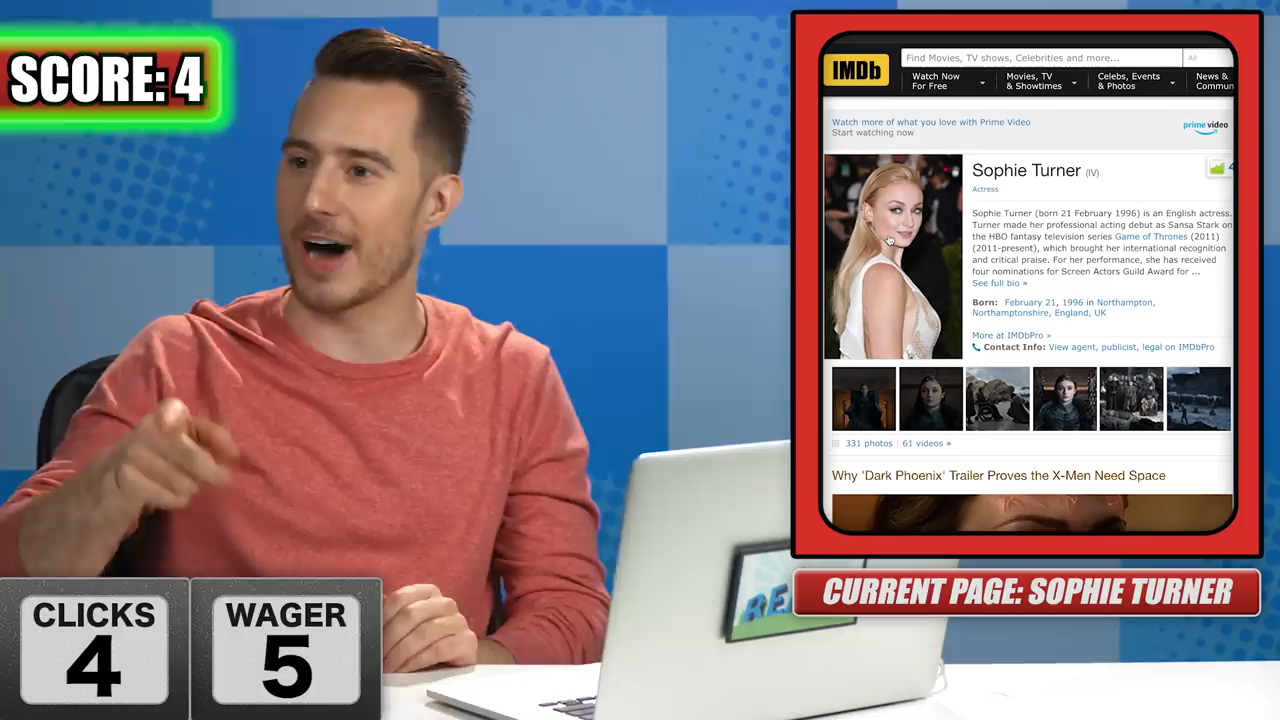 SCORE: 4
IMDb
Find Movies, TV shows, Celebrities and more...
All
Watch Now
For Free
Movies, TV
& Showtimes
Celebs, Events
& Photos
News &
Commun
Watch more of what you love with Prime Video
Start watching now
prime video
Sophie Turner (IV)
4
Actress
Sophie Turner (born 21 February 1996) is an English actress.
Turner made her professional acting debut as Sansa Stark on
the HBO fantasy television series Game of Thrones (2011)
(2011-present), which brought her international recognition
and critical praise. For her performance, she has received
four nominations for Screen Actors Guild Award for ...
See full bio »
Born: February 21, 1996 in Northampton,
Northamptonshire, England, UK
More at IMDbPro »
Contact Info: View agent, publicist, legal on IMDbPro
331 photos | 61 videos »
Why 'Dark Phoenix' Trailer Proves the X-Men Need Space
CURRENT PAGE: SOPHIE TURNER
CLICKS
4
WAGER
5